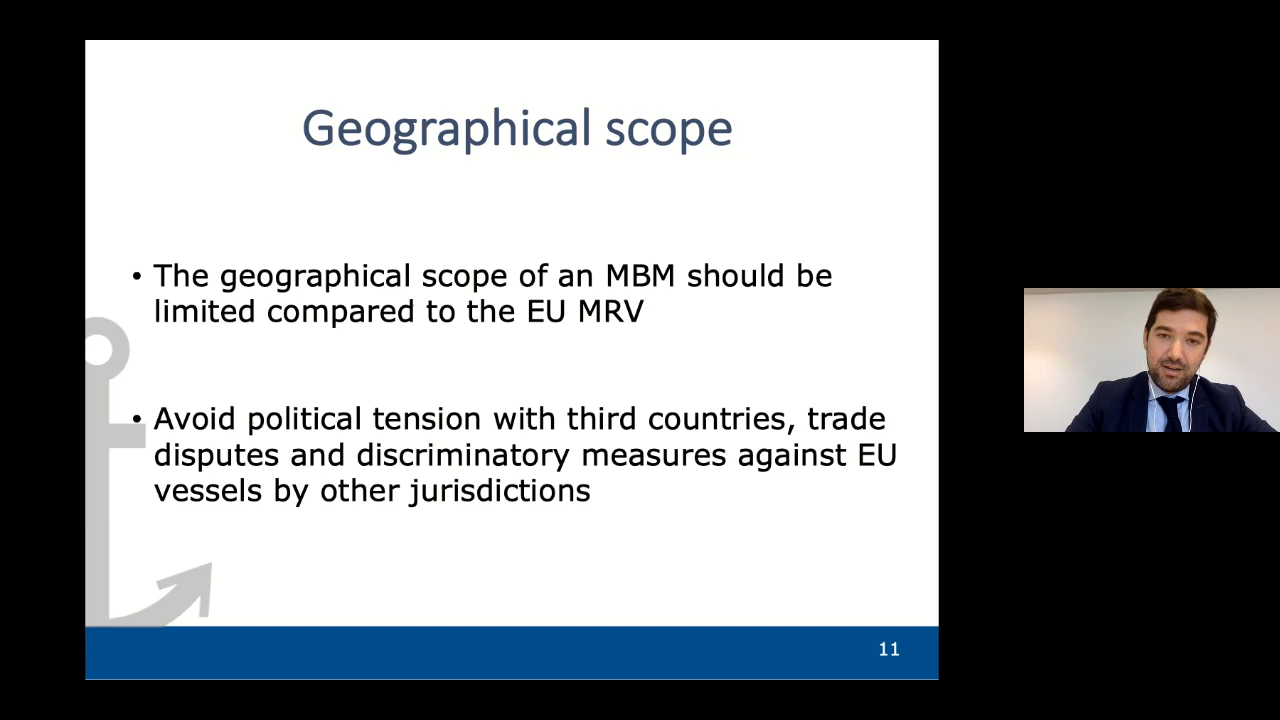 Geographical scope
• The geographical scope of an MBM should be
limited compared to the EU MRV
• Avoid political tension with third countries, trade
disputes and discriminatory measures against EU
vessels by other jurisdictions
11